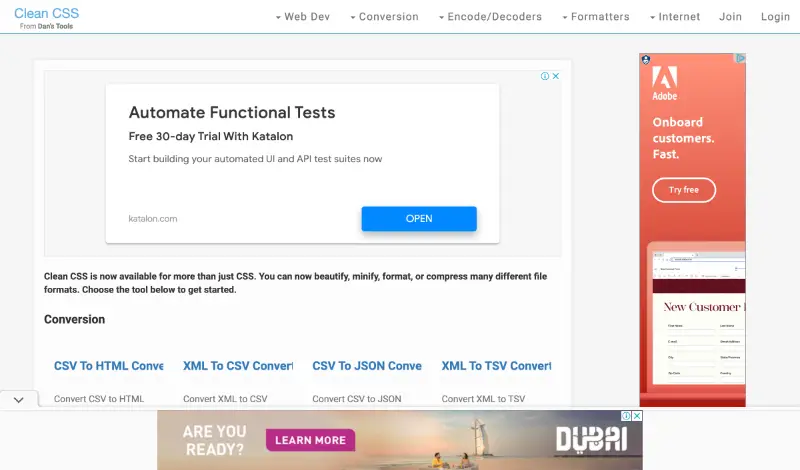 Clean CSS
From Dan's Tools
Web Dev
Conversion
Encode/Decoders
Formatters
Internet
Join
Login
Automate Functional Tests
Free 30-day Trial With Katalon
Start building your automated UI and API test suites now
katalon.com
OPEN
Adobe
Onboard
customers.
Fast.
Try free
New Customer
Clean CSS is now available for more than just CSS. You can now beautify, minify, format, or compress many different file
formats. Choose the tool below to get started.
Conversion
CSV To HTML Conve
XML To CSV Convert
CSV To JSON Conve
XML To TSV Convert
Convert CSV to HTML
Convert XML to CSV
Convert CSV to JSON
Convert XML to TSV
ARE YOU
READY?
LEARN MORE
DUBAI